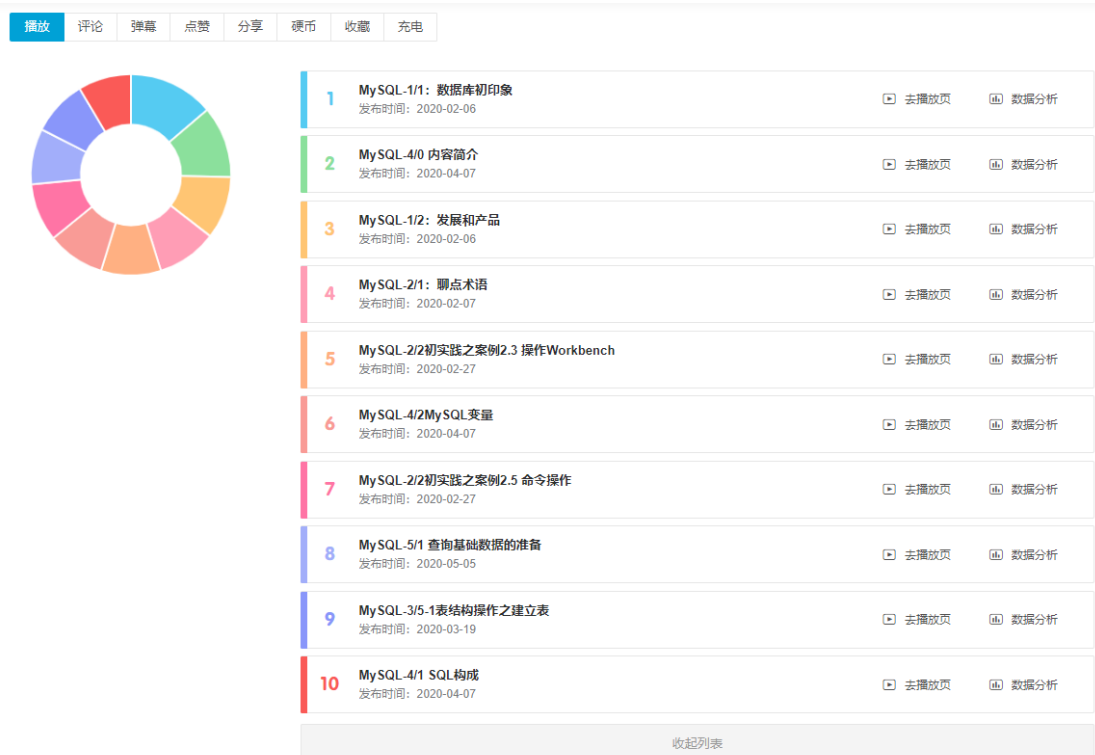 播放 评论 弹幕 点赞 分享 硬币 收藏 充电
1 MySQL-1/1：数据库初印象 去播放页 数据分析
发布时间：2020-02-06
2 MySQL-4/0 内容简介 去播放页 数据分析
发布时间：2020-04-07
3 MySQL-1/2：发展和产品 去播放页 数据分析
发布时间：2020-02-06
4 MySQL-2/1：聊点术语 去播放页 数据分析
发布时间：2020-02-07
5 MySQL-2/2初实践之案例2.3 操作Workbench 去播放页 数据分析
发布时间：2020-02-27
6 MySQL-4/2MySQL变量 去播放页 数据分析
发布时间：2020-04-07
7 MySQL-2/2初实践之案例2.5 命令操作 去播放页 数据分析
发布时间：2020-02-27
8 MySQL-5/1 查询基础数据的准备 去播放页 数据分析
发布时间：2020-05-05
9 MySQL-3/5-1表结构操作之建立表 去播放页 数据分析
发布时间：2020-03-19
10 MySQL-4/1 SQL构成 去播放页 数据分析
发布时间：2020-04-07
收起列表